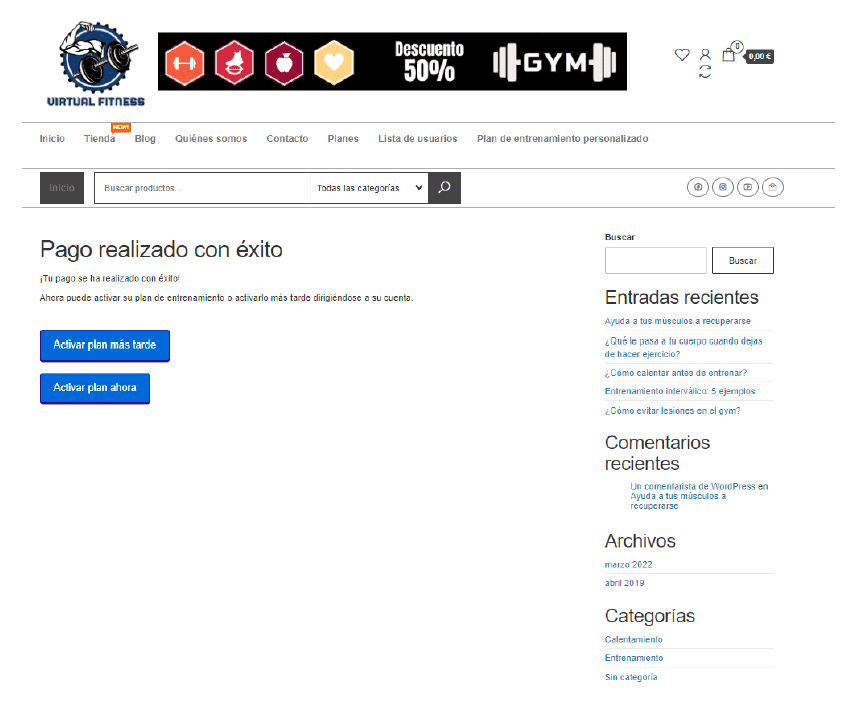 VIRTUAL FITNESS
Descuento
50%
GYM
0
0,00 €
Inicio
Tienda
NEW!
Blog
Quiénes somos
Contacto
Planes
Lista de usuarios
Plan de entrenamiento personalizado
Inicio
Buscar productos...
Todas las categorías
Pago realizado con éxito
¡Tu pago se ha realizado con éxito!
Ahora puede activar su plan de entrenamiento o activarlo más tarde dirigiéndose a su cuenta.
Activar plan más tarde
Activar plan ahora
Buscar
Buscar
Entradas recientes
Ayuda a tus músculos a recuperarse
¿Qué le pasa a tu cuerpo cuando dejas
de hacer ejercicio?
¿Cómo calentar antes de entrenar?
Entrenamiento interválico: 5 ejemplos
¿Cómo evitar lesiones en el gym?
Comentarios
recientes
Un comentarista de WordPress en
Ayuda a tus músculos a
recuperarse
Archivos
marzo 2022
abril 2019
Categorías
Calentamiento
Entrenamiento
Sin categoría